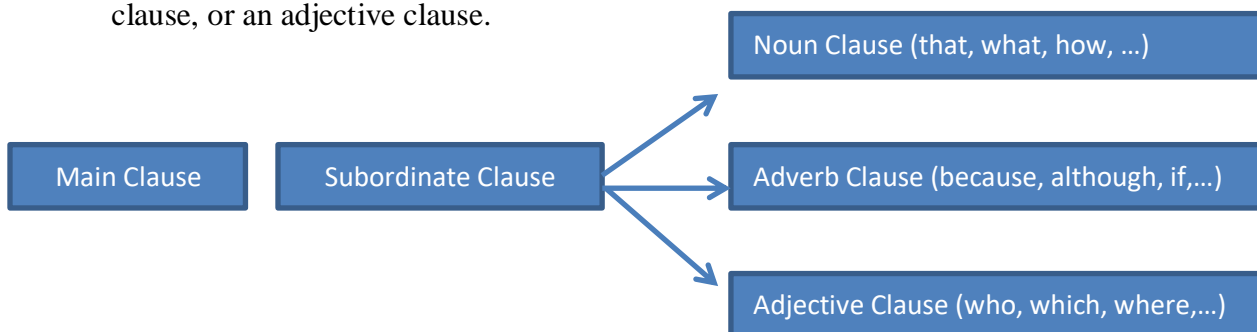 clause, or an adjective clause.
Noun Clause (that, what, how, …)
Main Clause
Subordinate Clause
Adverb Clause (because, although, if,…)
Adjective Clause (who, which, where,…)